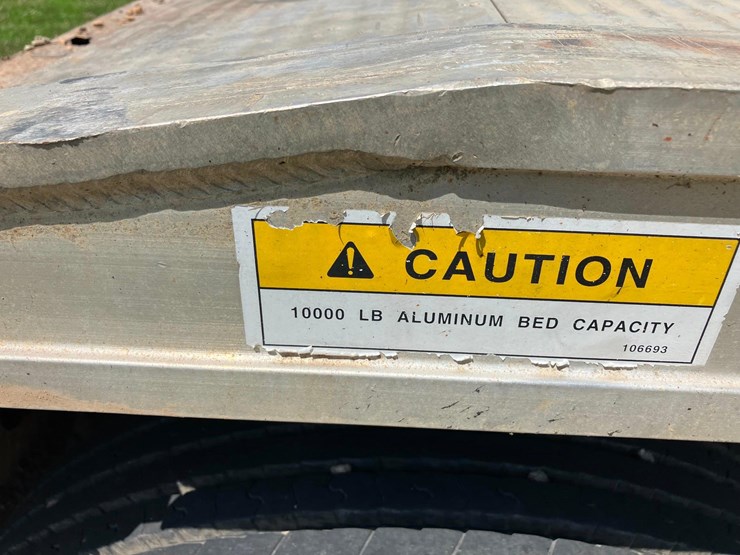 CAUTION
10000 LB ALUMINUM BED CAPACITY
106693